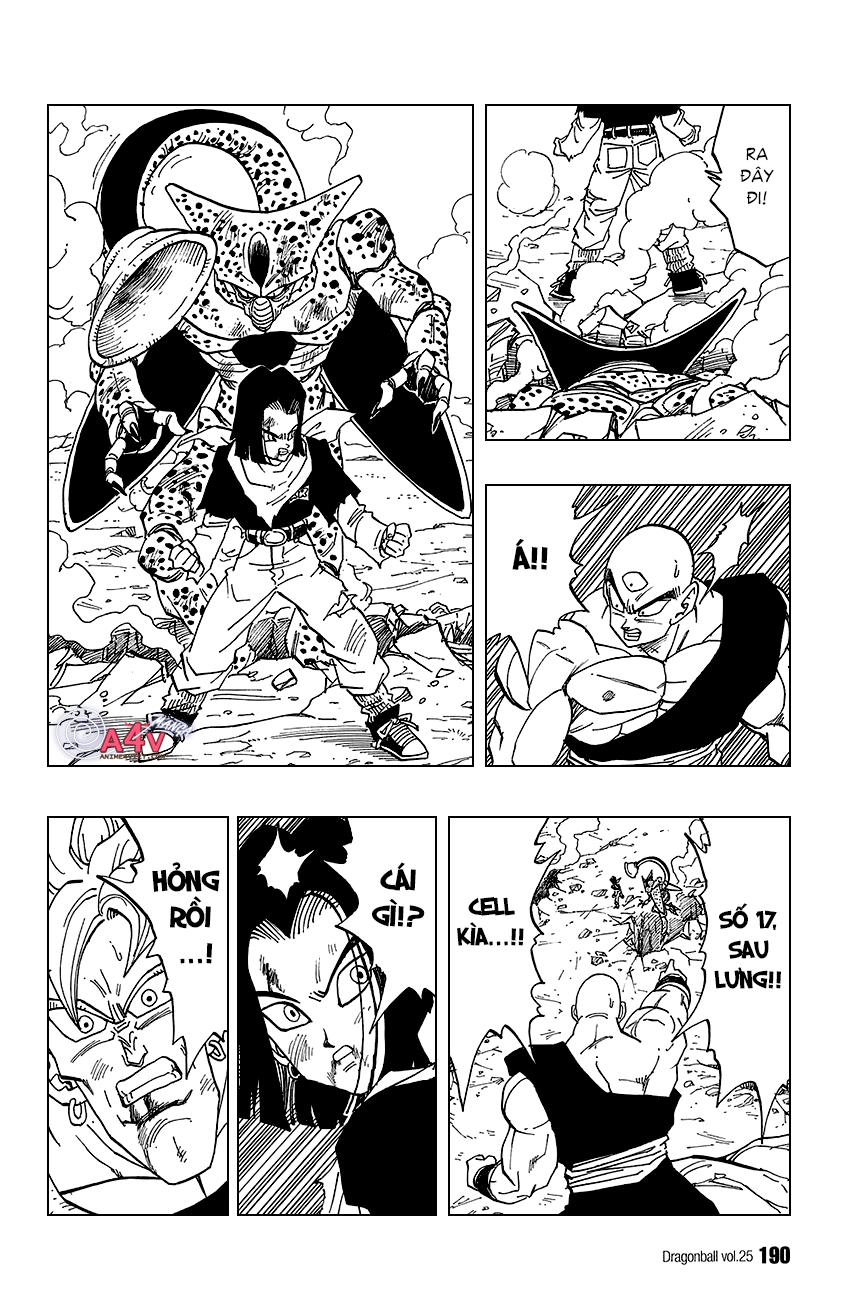 RA
ĐÂY
ĐI!
Á!!
SỐ 17,
SAU
LƯNG!!
CELL
KÌA...!!
CÁI
GÌ!?
HỎNG
RỒI
...!
A4V
Dragonball vol.25 190